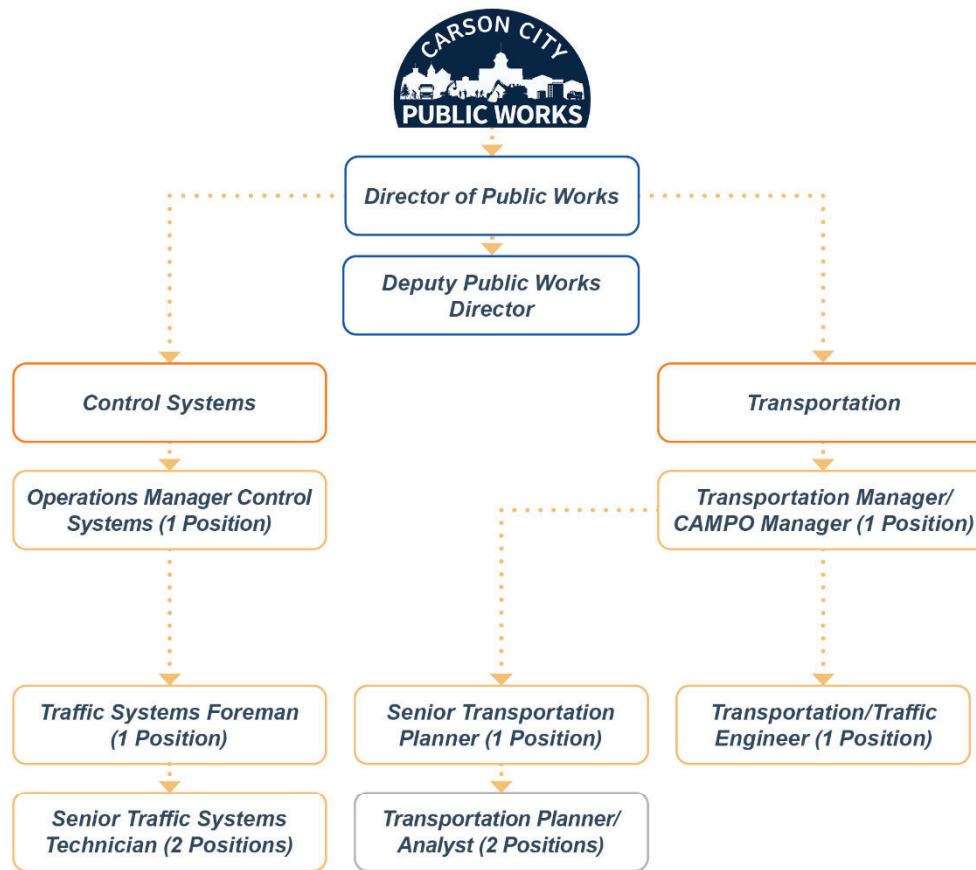 CARSON CITY
PUBLIC WORKS
Director of Public Works
Deputy Public Works
Director
Control Systems
Transportation
Operations Manager Control
Systems (1 Position)
Transportation Manager/
CAMPO Manager (1 Position)
Traffic Systems Foreman
(1 Position)
Senior Transportation
Planner (1 Position)
Transportation/Traffic
Engineer (1 Position)
Senior Traffic Systems
Technician (2 Positions)
Transportation Planner/
Analyst (2 Positions)